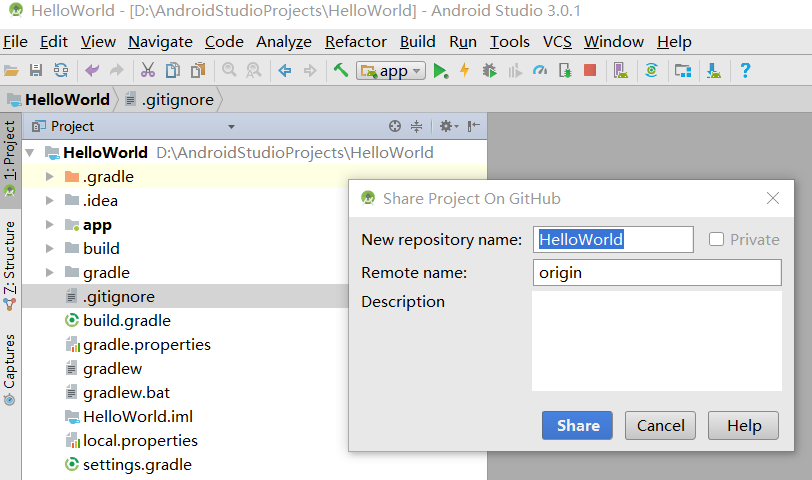 HelloWorld - [D:\AndroidStudioProjects\HelloWorld] - Android Studio 3.0.1
File Edit View Navigate Code Analyze Refactor Build Run Tools VCS Window Help
app
HelloWorld .gitignore
1: Project
Z: Structure
Captures
Project
HelloWorld D:\AndroidStudioProjects\HelloWorld
.gradle
.idea
app
build
gradle
.gitignore
build.gradle
gradle.properties
gradlew
gradlew.bat
HelloWorld.iml
local.properties
settings.gradle
Share Project On GitHub
New repository name: HelloWorld Private
Remote name: origin
Description
Share Cancel Help